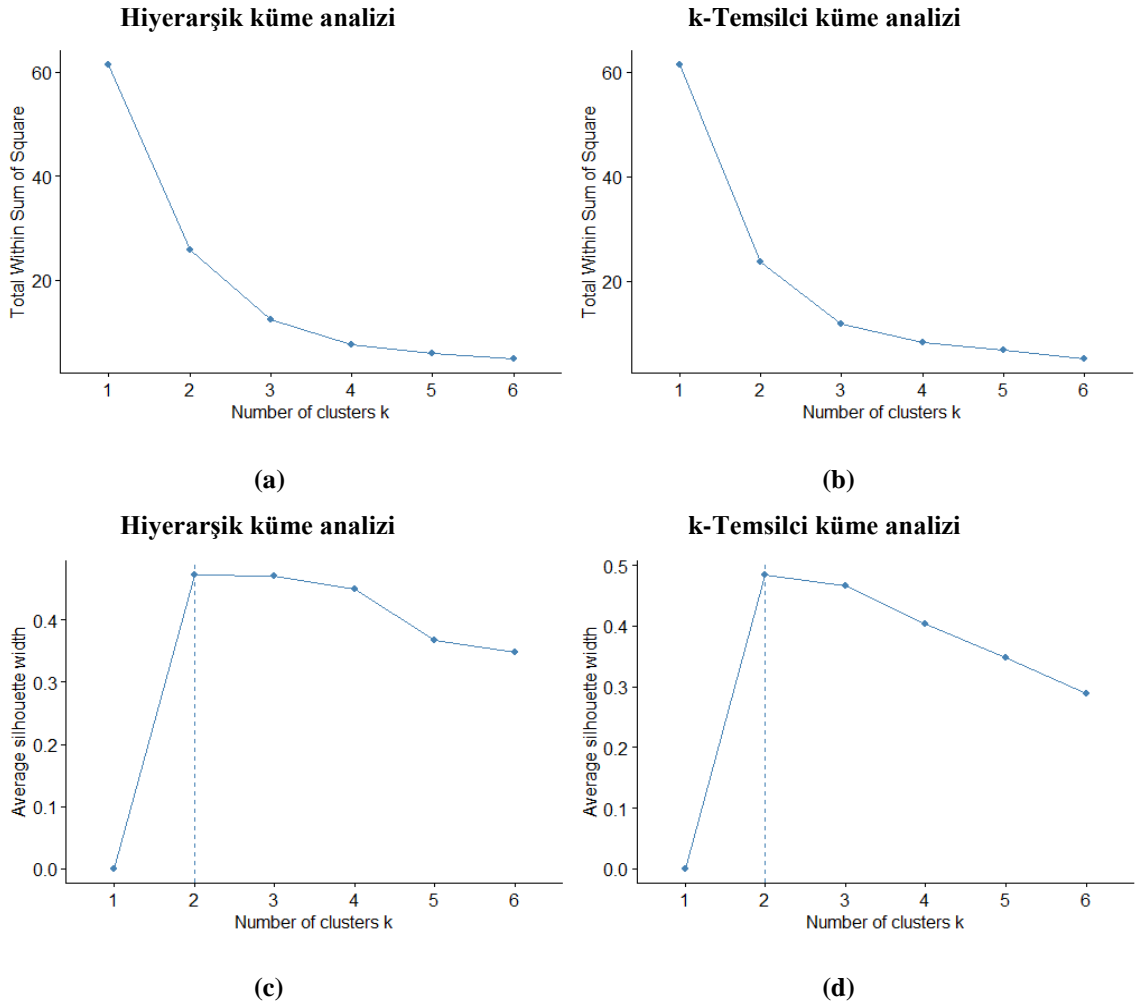 Hiyerarşik küme analizi
k-Temsilci küme analizi
Total Within Sum of Square
60
40
20
1 2 3 4 5 6
Number of clusters k
(a)
Total Within Sum of Square
60
40
20
1 2 3 4 5 6
Number of clusters k
(b)
Hiyerarşik küme analizi
k-Temsilci küme analizi
Average silhouette width
0.4
0.3
0.2
0.1
0.0
1 2 3 4 5 6
Number of clusters k
(c)
Average silhouette width
0.5
0.4
0.3
0.2
0.1
0.0
1 2 3 4 5 6
Number of clusters k
(d)